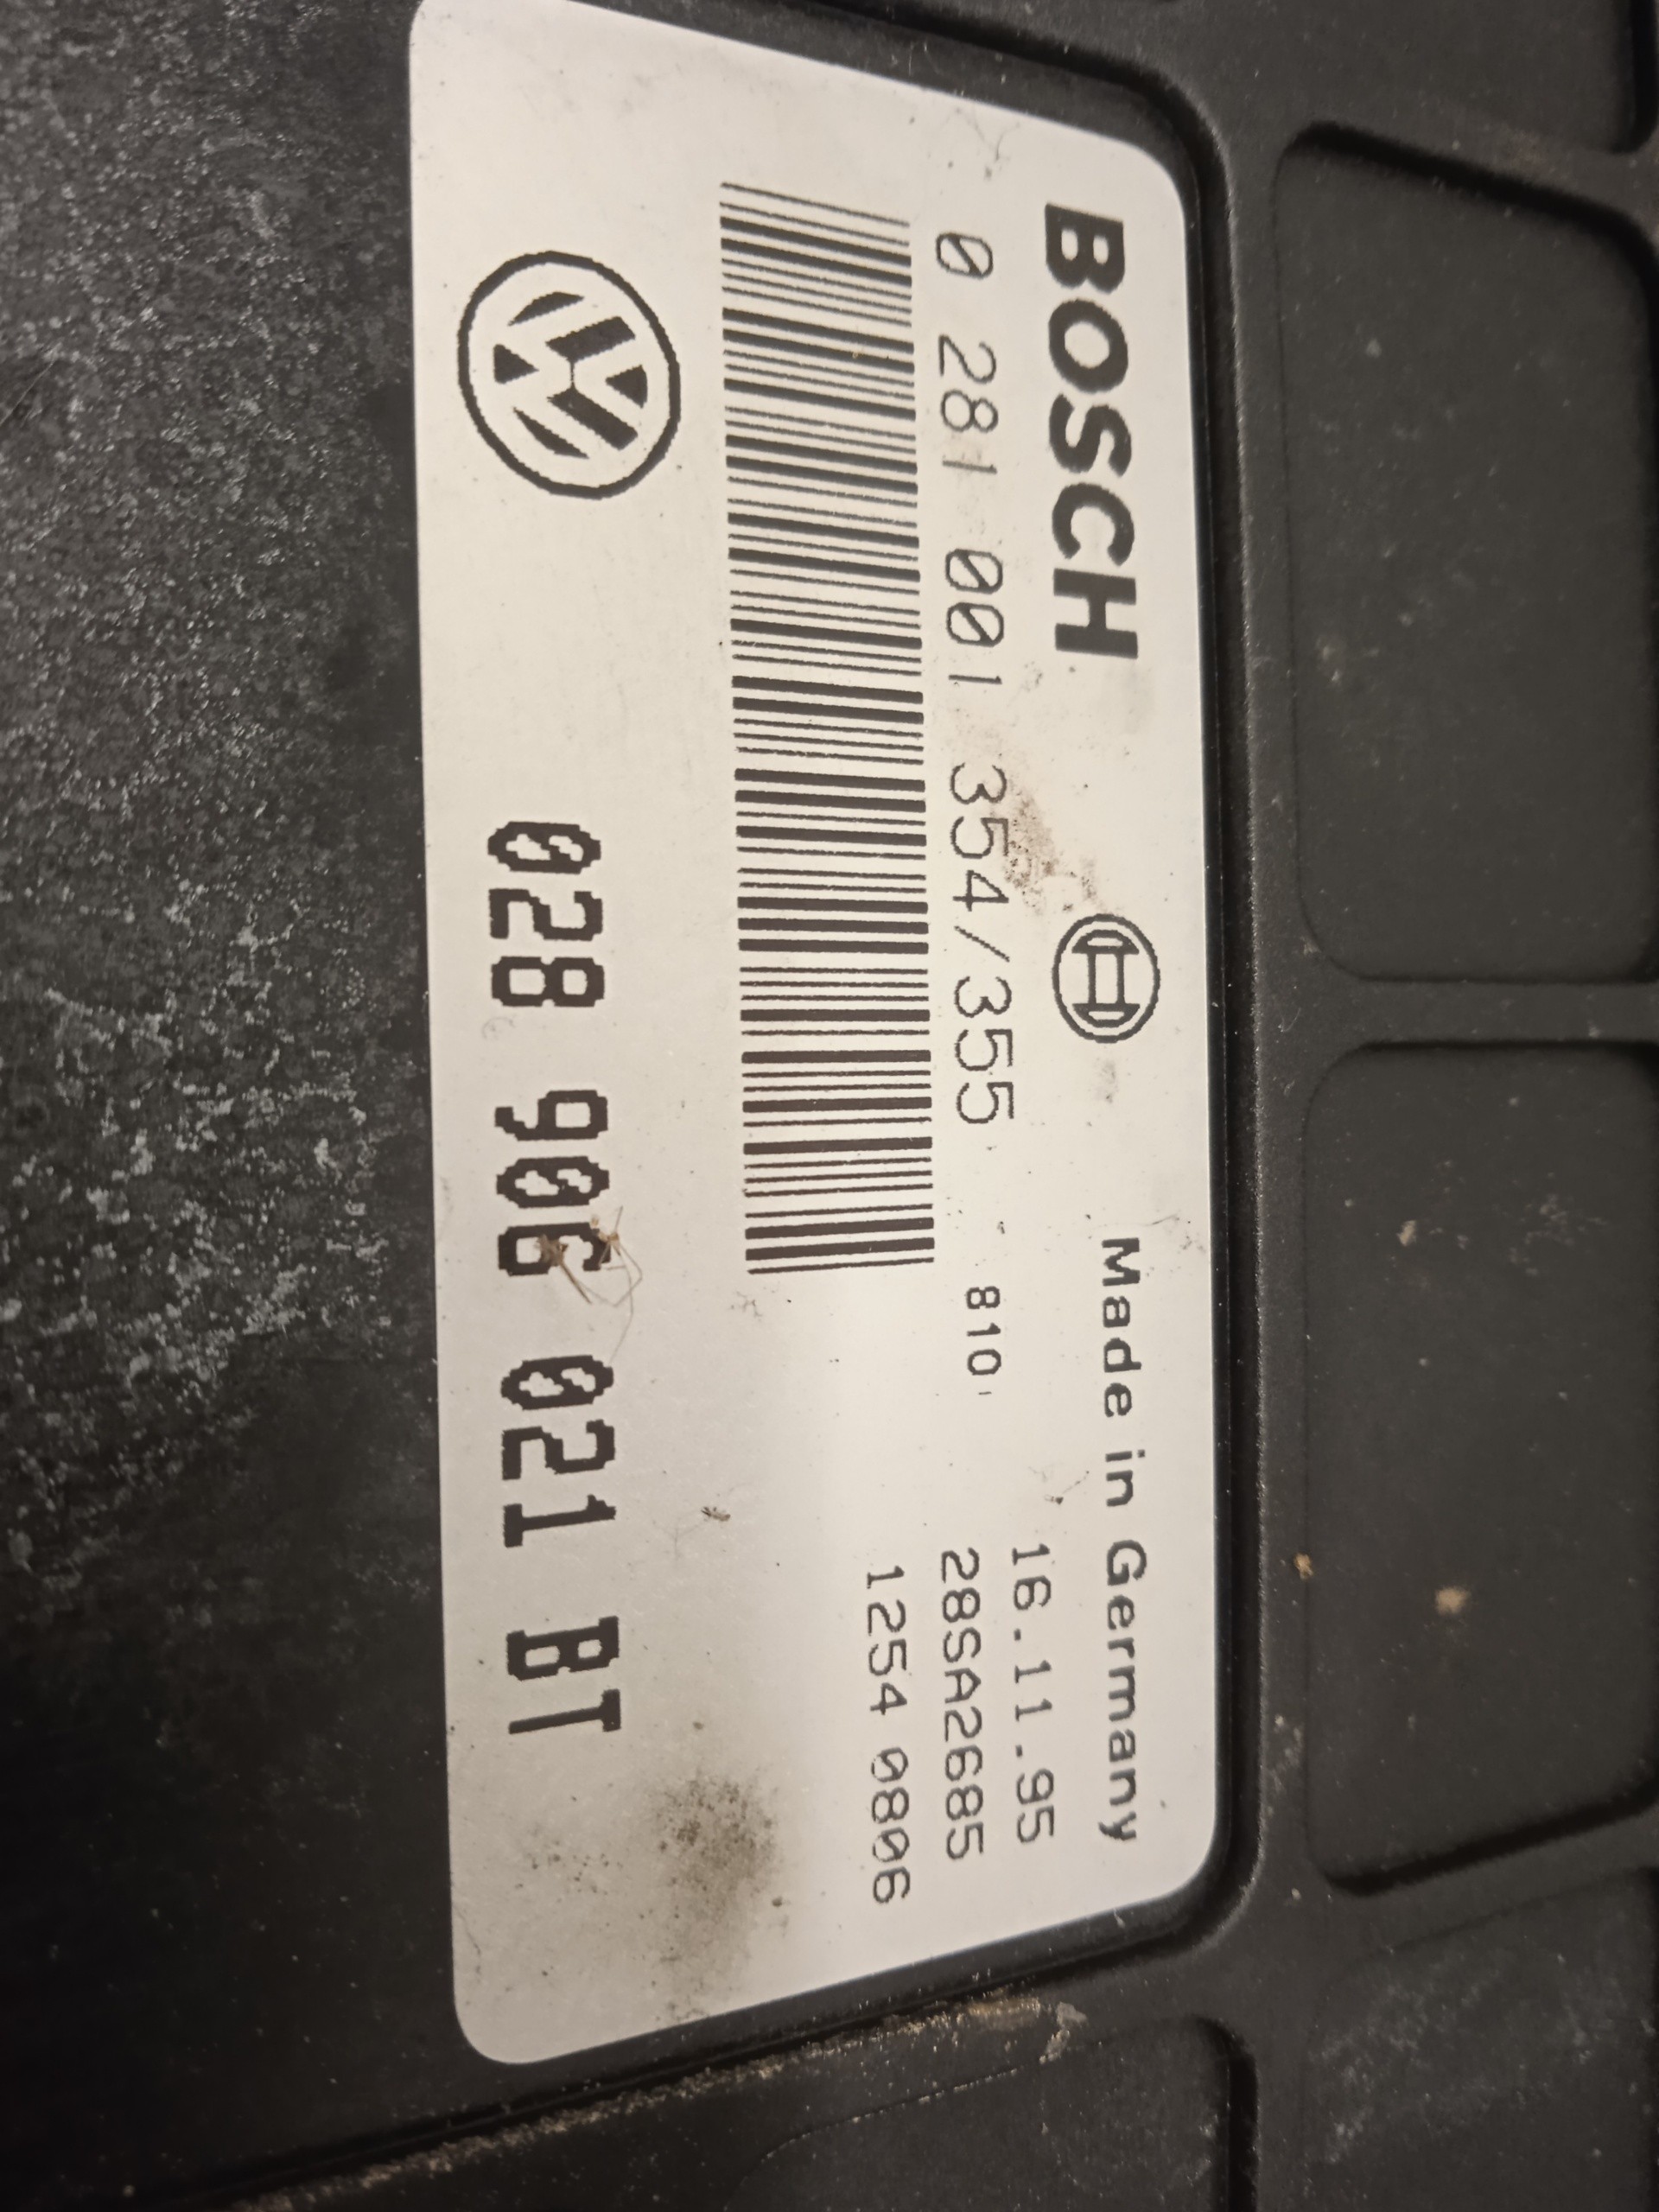 BOSCH Made in Germany
16.11.95
0 281 001 354/355 810
28SA2685
1254 0806
028 906 021 BT